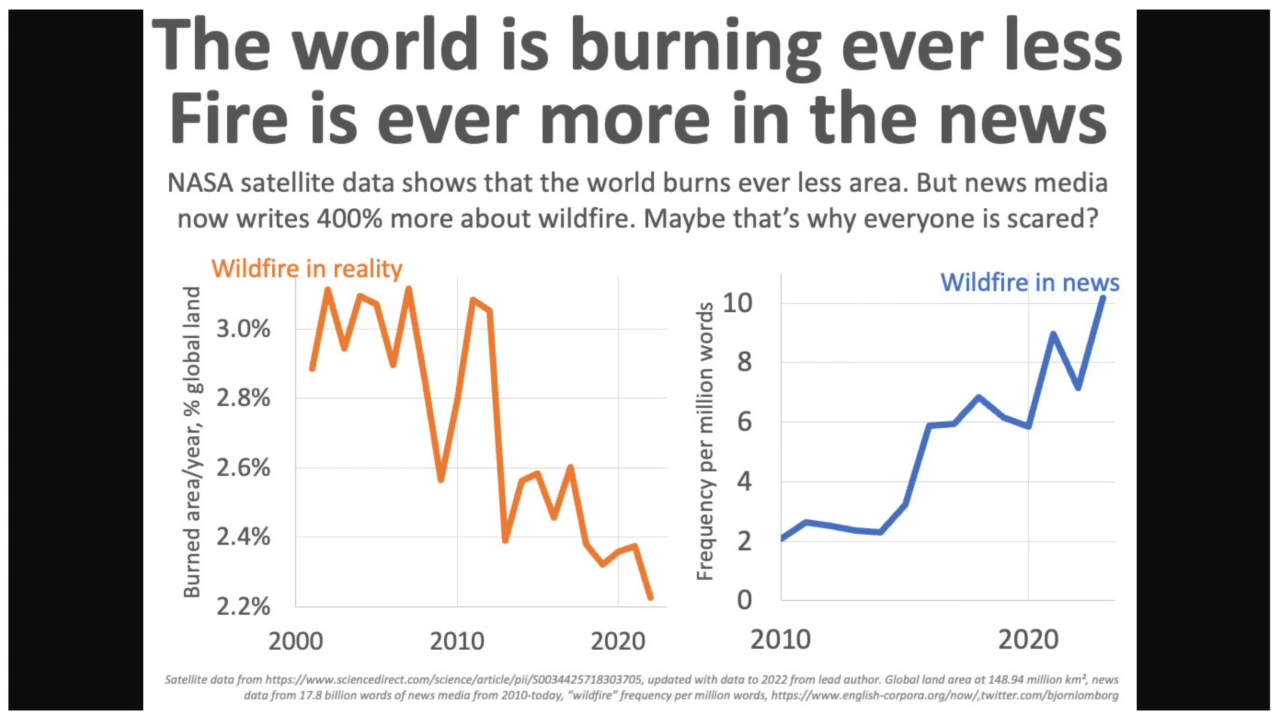 The world is burning ever less
Fire is ever more in the news
NASA satellite data shows that the world burns ever less area. But news media
now writes 400% more about wildfire. Maybe that’s why everyone is scared?
Wildfire in reality
Burned area/year, % global land
3.0%
2.8%
2.6%
2.4%
2.2%
2000
2010
2020
Wildfire in news
Frequency per million words
10
8
6
4
2
0
2010
2020
Satellite data from https://www.sciencedirect.com/science/article/pii/S0034425718303705, updated with data to 2022 from lead author. Global land area at 148.94 million km², news
data from 17.8 billion words of news media from 2010-today, “wildfire” frequency per million words, https://www.english-corpora.org/now/,twitter.com/bjornlomborg